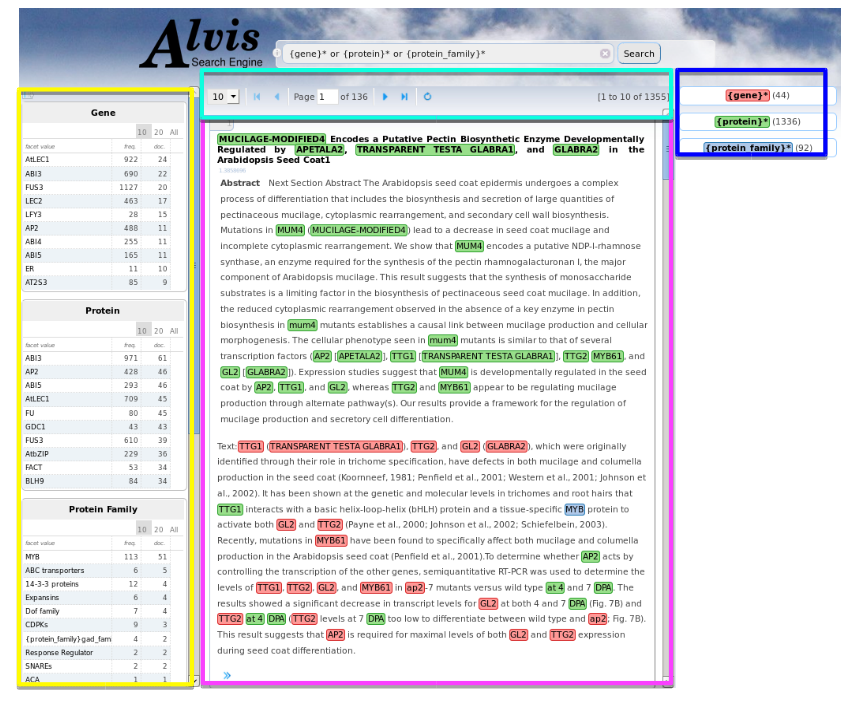 Alvis
Search Engine
{gene}* or {protein}* or {protein_family}*
Search
10
Page 1 of 136
[1 to 10 of 1355]
{gene}* (44)
{protein}* (1336)
{protein_family}* (92)
Gene
10 20 All
facet value freq. doc.
AtLEC1 922 24
ABI3 690 22
FUS3 1127 20
LEC2 463 17
LFY3 28 15
AP2 488 11
ABI4 255 11
ABI5 165 11
ER 11 10
AT2S3 85 9
Protein
10 20 All
facet value freq. doc.
ABI3 971 61
AP2 428 46
ABI5 293 46
AtLEC1 709 45
FU 80 45
GDC1 43 43
FUS3 610 39
AtbZIP 229 36
FACT 53 34
BLH9 84 34
Protein Family
10 20 All
facet value freq. doc.
MYB 113 51
ABC transporters 6 5
14-3-3 proteins 12 4
Expansins 6 4
Dof family 7 4
CDPKs 9 3
{protein_family}gad_fam 4 2
Response Regulator 2 2
SNAREs 2 2
ACA 1 1
MUCILAGE-MODIFIED4 Encodes a Putative Pectin Biosynthetic Enzyme Developmentally
Regulated by APETALA2, TRANSPARENT TESTA GLABRA1, and GLABRA2 in the
Arabidopsis Seed Coat1
Abstract Next Section Abstract The Arabidopsis seed coat epidermis undergoes a complex
process of differentiation that includes the biosynthesis and secretion of large quantities of
pectinaceous mucilage, cytoplasmic rearrangement, and secondary cell wall biosynthesis.
Mutations in MUM4 (MUCILAGE-MODIFIED4) lead to a decrease in seed coat mucilage and
incomplete cytoplasmic rearrangement. We show that MUM4 encodes a putative NDP-l-rhamnose
synthase, an enzyme involved in the synthesis of the pectin rhamnogalacturonan I, the major
component of Arabidopsis mucilage. This result suggests that the synthesis of monosaccharide
substrates is a limiting factor in the biosynthesis of pectinaceous seed coat mucilage. In addition,
the reduced cytoplasmic rearrangement observed in the absence of a key enzyme in pectin
biosynthesis in mum4 mutants establishes a causal link between mucilage production and cellular
morphogenesis. The cellular phenotype seen in mum4 mutants is similar to that of several
transcription factors (AP2 [APETALA2], TTG1 [TRANSPARENT TESTA GLABRA1], TTG2 MYB61, and
GL2 [GLABRA2]). Expression studies suggest that MUM4 is developmentally regulated in the seed
coat by AP2, TTG1, and GL2, whereas TTG2 and MYB61 appear to be regulating mucilage
production through alternate pathway(s). Our results provide a framework for the regulation of
mucilage production and secretory cell differentiation.
Text: TTG1 (TRANSPARENT TESTA GLABRA1), TTG2, and GL2 (GLABRA2), which were originally
identified through their role in trichome specification, have defects in both mucilage and columella
production in the seed coat (Koornneef, 1981; Penfield et al., 2001; Western et al., 2001; Johnson et
al., 2002). It has been shown at the genetic and molecular levels in trichomes and root hairs that
TTG1 interacts with a basic helix-loop-helix (bHLH) protein and a tissue-specific MYB protein to
activate both GL2 and TTG2 (Payne et al., 2000; Johnson et al., 2002; Schiefelbein, 2003).
Recently, mutations in MYB61 have been found to specifically affect both mucilage and columella
production in the Arabidopsis seed coat (Penfield et al., 2001).To determine whether AP2 acts by
controlling the transcription of the other genes, semiquantitative RT-PCR was used to determine the
levels of TTG1, TTG2, GL2, and MYB61 in ap2-7 mutants versus wild type at 4 and 7 DPA. The
results showed a significant decrease in transcript levels for GL2 at both 4 and 7 DPA (Fig. 7B) and
TTG2 at 4 DPA (TTG2 levels at 7 DPA too low to differentiate between wild type and ap2; Fig. 7B).
This result suggests that AP2 is required for maximal levels of both GL2 and TTG2 expression
during seed coat differentiation.
»